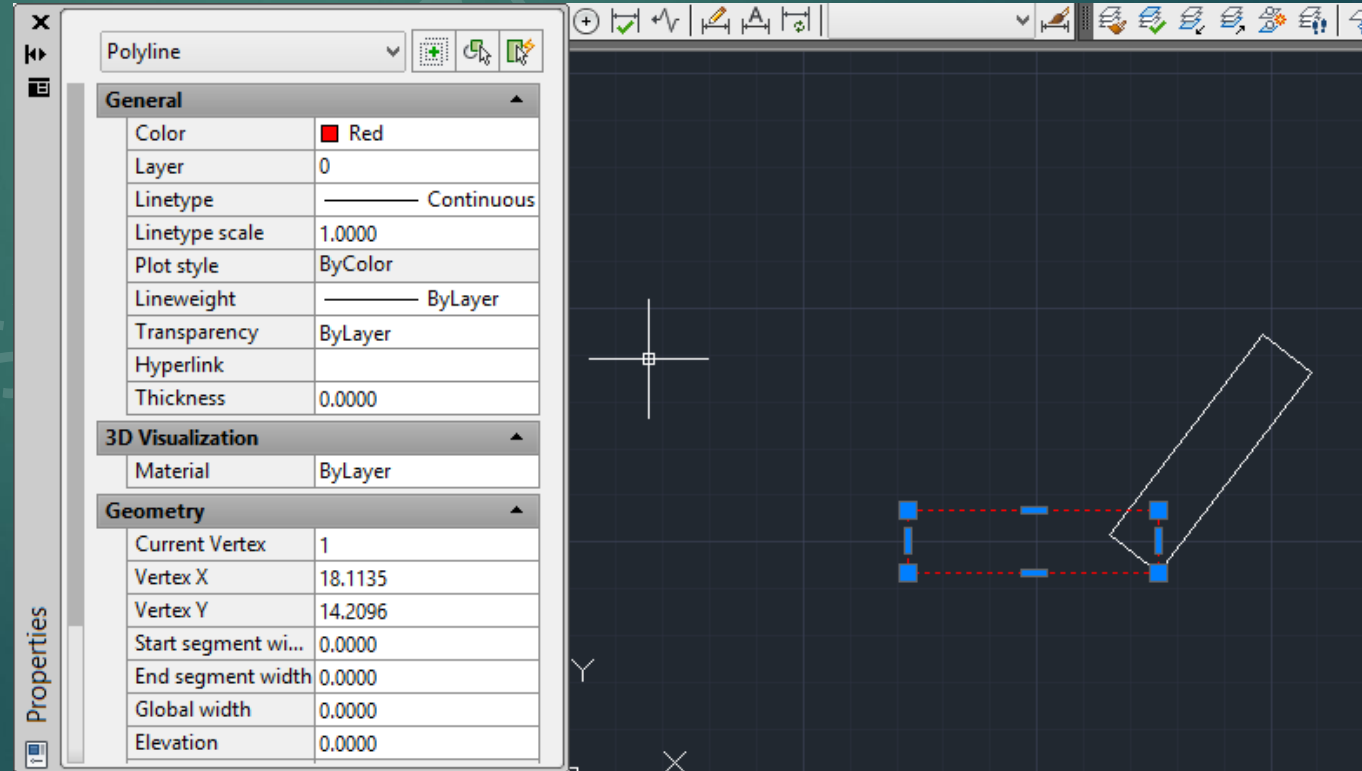 Polyline
General
Color Red
Layer 0
Linetype Continuous
Linetype scale 1.0000
Plot style ByColor
Lineweight ByLayer
Transparency ByLayer
Hyperlink
Thickness 0.0000
3D Visualization
Material ByLayer
Geometry
Current Vertex 1
Vertex X 18.1135
Vertex Y 14.2096
Start segment wi... 0.0000
End segment width 0.0000
Global width 0.0000
Elevation 0.0000
Properties
A
Y
X